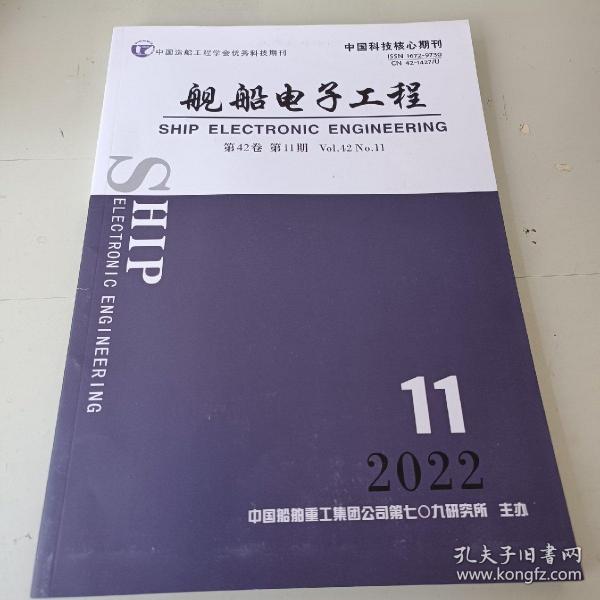 中国造船工程学会优秀科技期刊
中国科技核心期刊
ISSN 1672-9730
CN 42-1427/U
舰船电子工程
SHIP ELECTRONIC ENGINEERING
第42卷 第11期 Vol.42 No.11
SHIP
ELECTRONIC ENGINEERING
11
2022
中国船舶重工集团公司第七〇九研究所 主办
孔夫子旧书网
www.kongfz.com